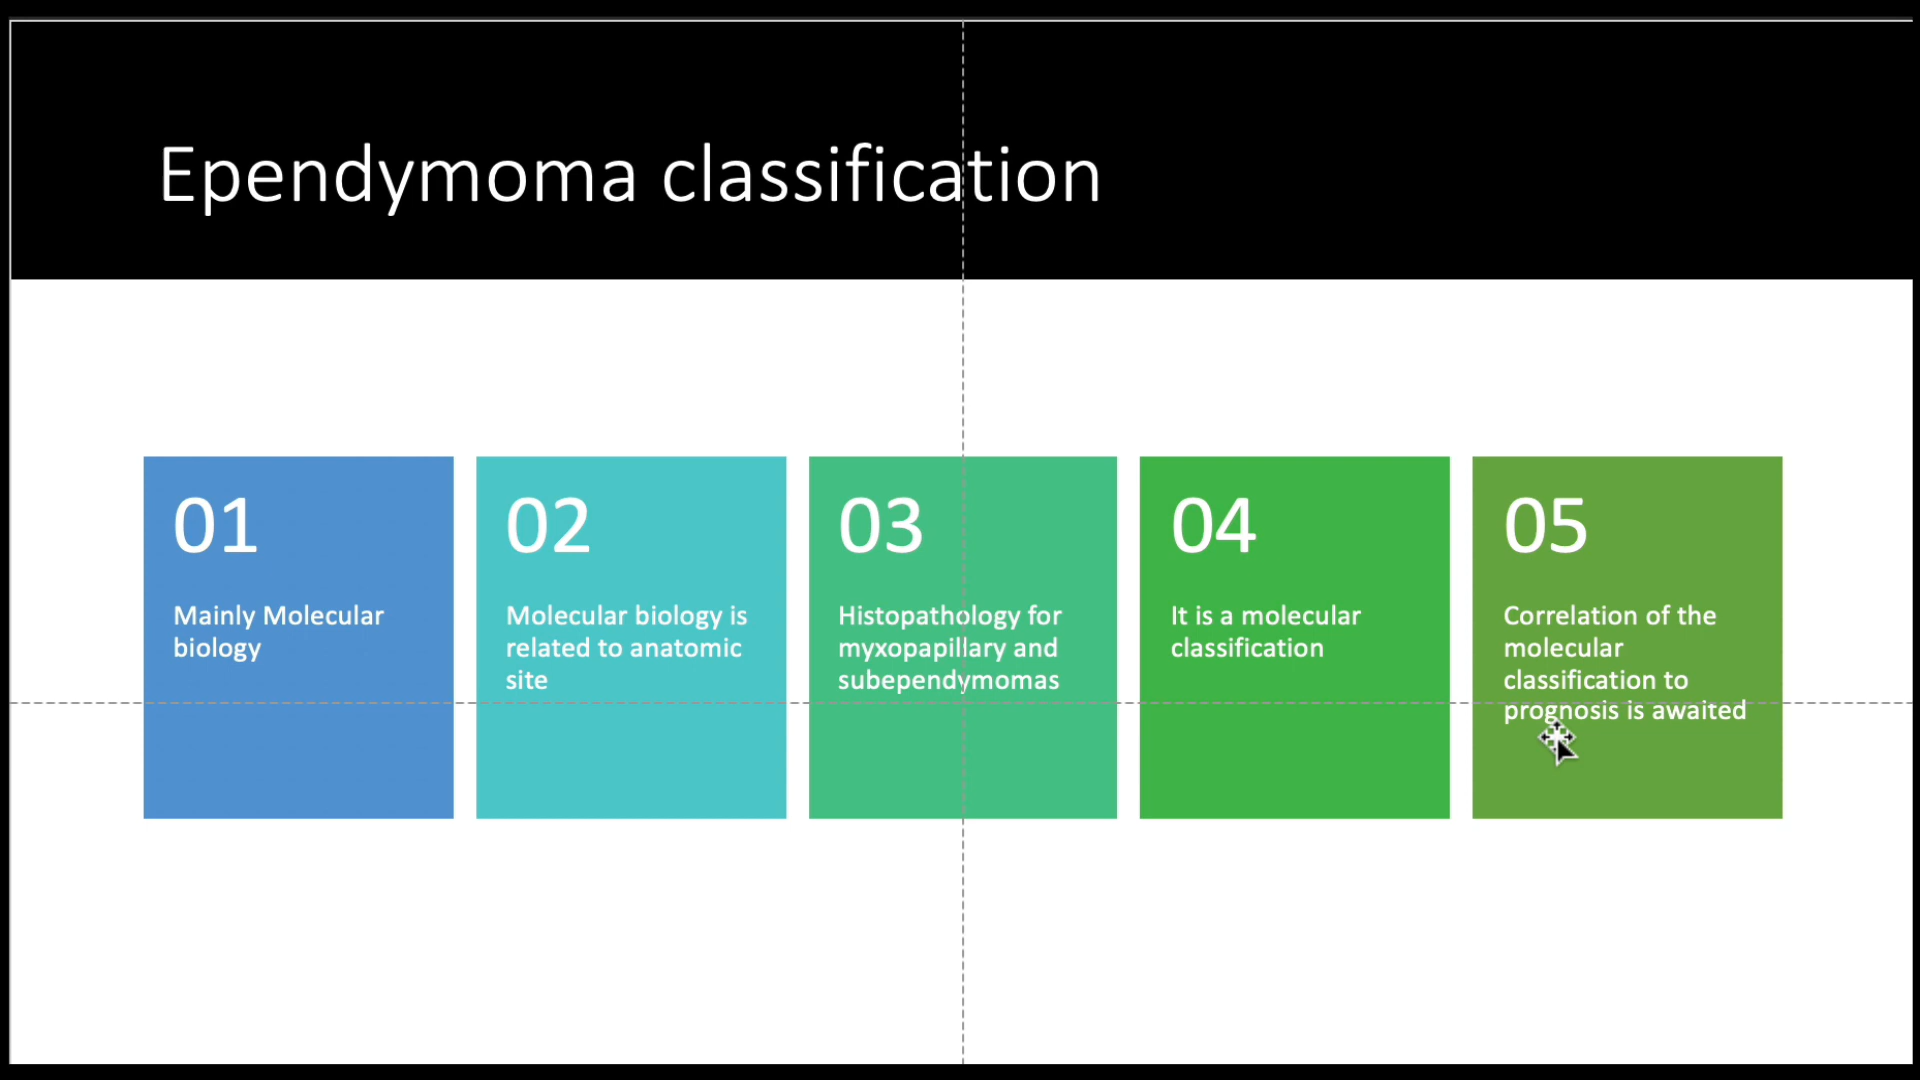 Ependymoma classification
01
Mainly Molecular
biology
02
Molecular biology is
related to anatomic
site
03
Histopathology for
myxopapillary and
subependymomas
04
It is a molecular
classification
05
Correlation of the
molecular
classification to
prognosis is awaited